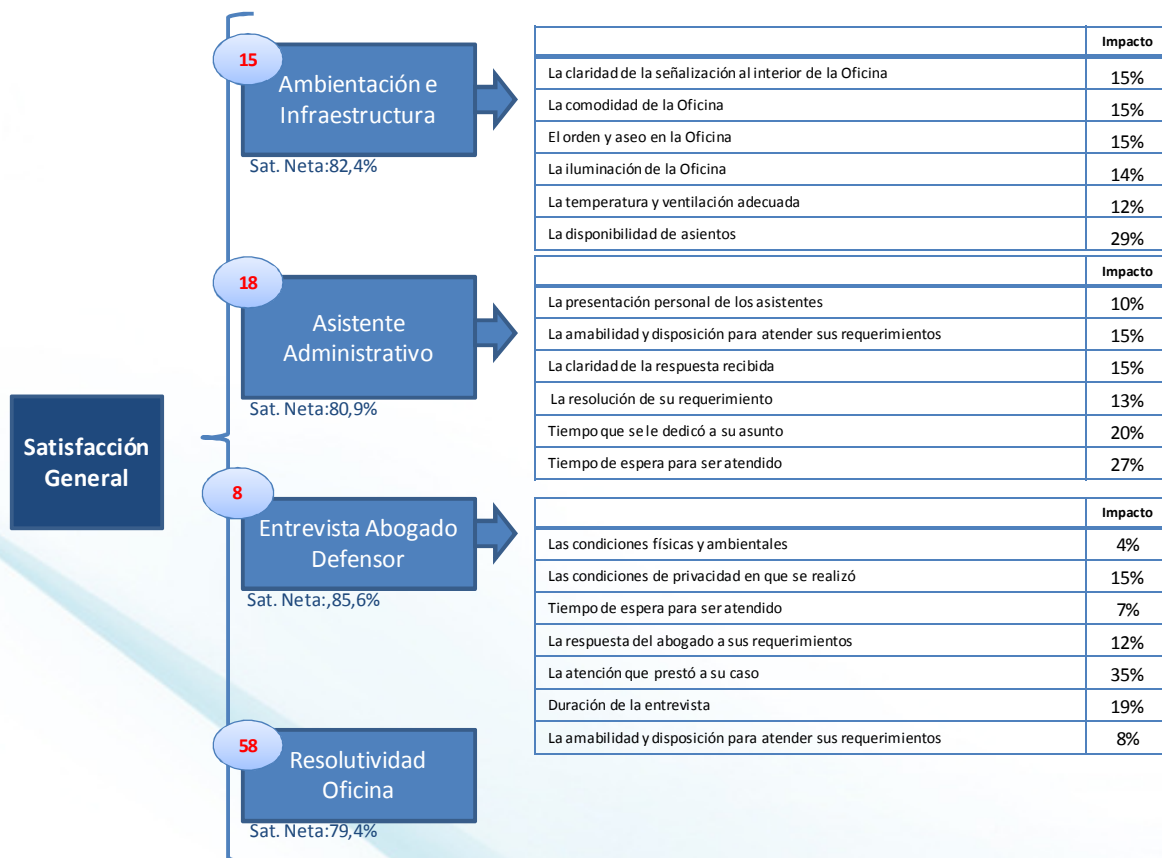 Satisfacción
General
15
Ambientación e
Infraestructura
Sat. Neta:82,4%
Impacto
La claridad de la señalización al interior de la Oficina 15%
La comodidad de la Oficina 15%
El orden y aseo en la Oficina 15%
La iluminación de la Oficina 14%
La temperatura y ventilación adecuada 12%
La disponibilidad de asientos 29%
18
Asistente
Administrativo
Sat. Neta:80,9%
Impacto
La presentación personal de los asistentes 10%
La amabilidad y disposición para atender sus requerimientos 15%
La claridad de la respuesta recibida 15%
La resolución de su requerimiento 13%
Tiempo que se le dedicó a su asunto 20%
Tiempo de espera para ser atendido 27%
8
Entrevista Abogado
Defensor
Sat. Neta:,85,6%
Impacto
Las condiciones físicas y ambientales 4%
Las condiciones de privacidad en que se realizó 15%
Tiempo de espera para ser atendido 7%
La respuesta del abogado a sus requerimientos 12%
La atención que prestó a su caso 35%
Duración de la entrevista 19%
La amabilidad y disposición para atender sus requerimientos 8%
58
Resolutividad
Oficina
Sat. Neta:79,4%